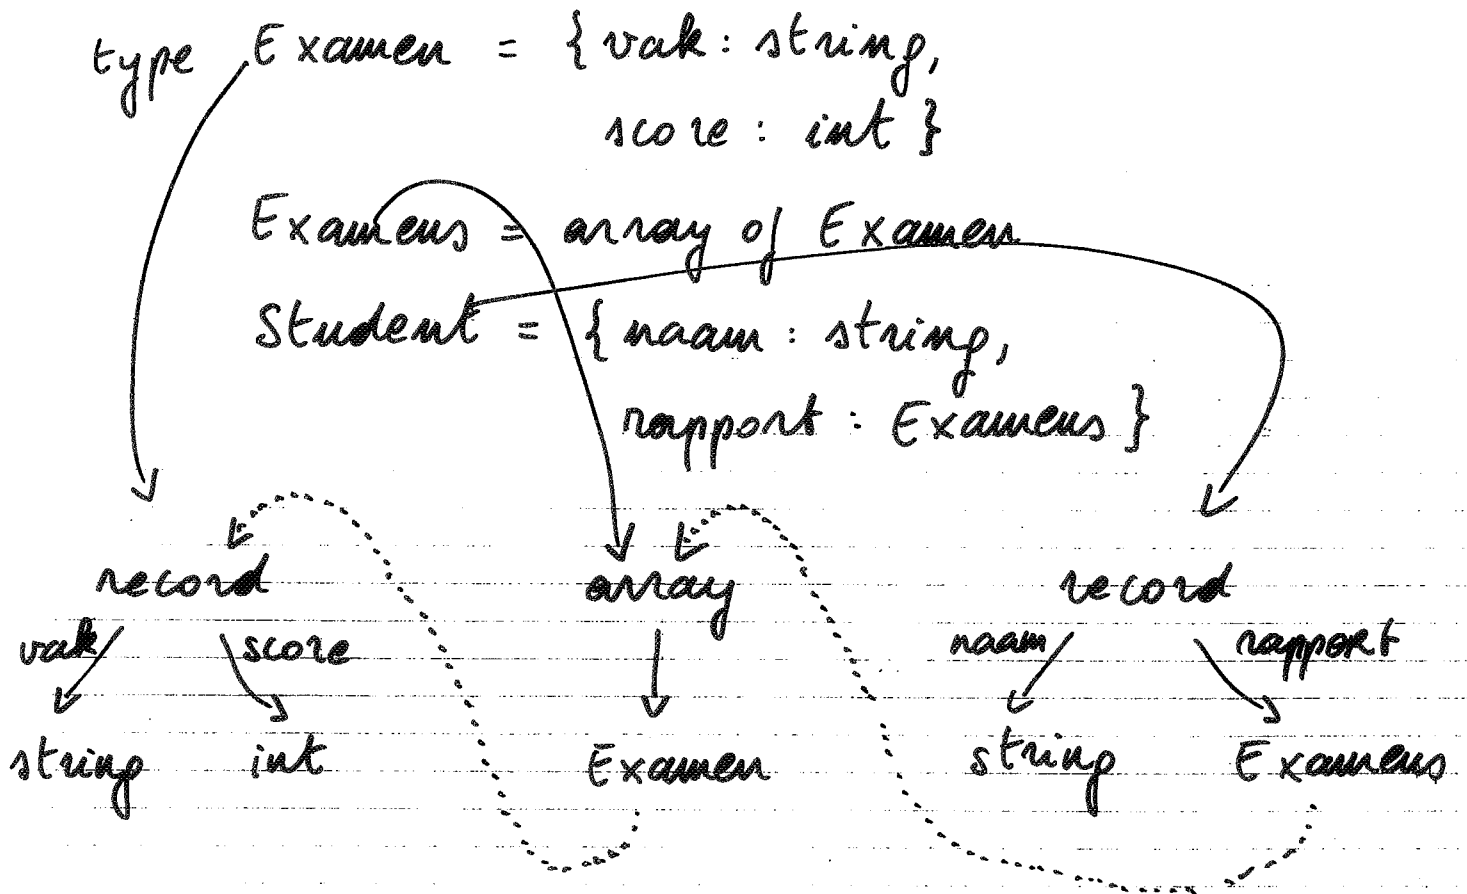 type Examen = { vak : string,
score : int }
Examens = array of Examen
Student = { naam : string,
rapport : Examens }
record array record
vak score naam rapport
string int Examen string Examens